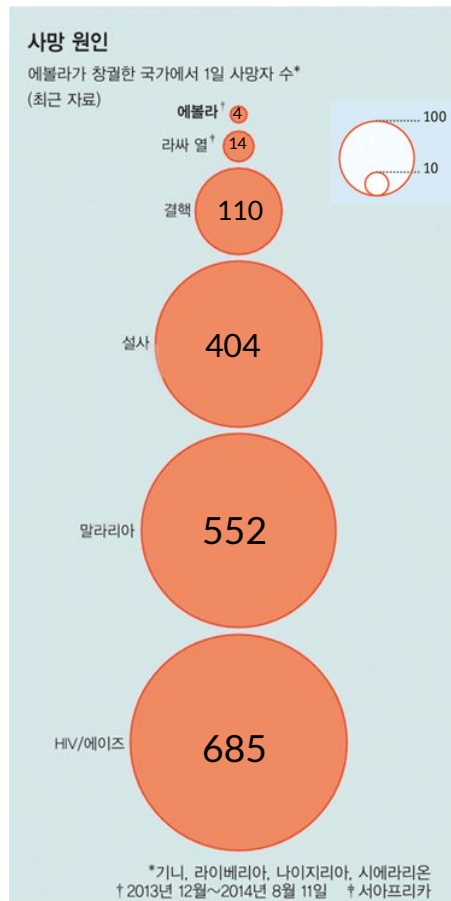 사망 원인
에볼라가 창궐한 국가에서 1일 사망자 수*
(최근 자료)
에볼라† 4
라싸 열‡ 14
100
10
결핵 110
설사 404
말라리아 552
HIV/에이즈 685
*기니, 라이베리아, 나이지리아, 시에라리온
† 2013년 12월~2014년 8월 11일 ‡ 서아프리카